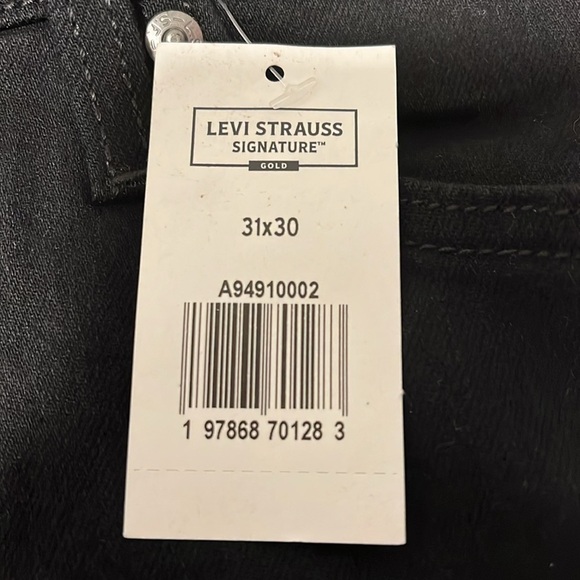 LEVI STRAUSS
SIGNATURE™
GOLD
31x30
A94910002
1 97868 70128 3